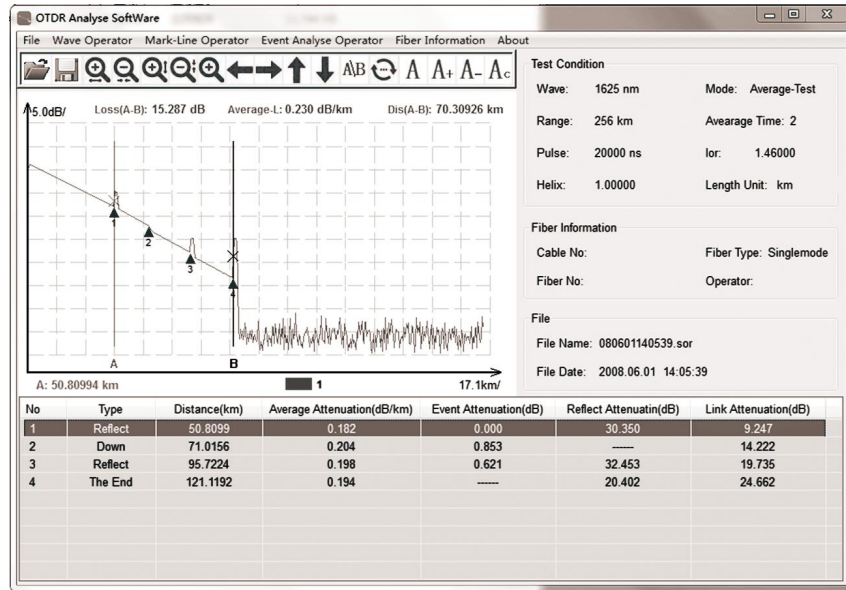 OTDR Analyse SoftWare
File Wave Operator Mark-Line Operator Event Analyse Operator Fiber Information About
A\B A A+ A- Ac
5.0dB/ Loss(A-B): 15.287 dB Average-L: 0.230 dB/km Dis(A-B): 70.30926 km
1
2
3
4
A B
A: 50.80994 km 1 17.1km/
Test Condition
Wave: 1625 nm Mode: Average-Test
Range: 256 km Avearage Time: 2
Pulse: 20000 ns Ior: 1.46000
Helix: 1.00000 Length Unit: km
Fiber Information
Cable No: Fiber Type: Singlemode
Fiber No: Operator:
File
File Name: 080601140539.sor
File Date: 2008.06.01 14:05:39
No Type Distance(km) Average Attenuation(dB/km) Event Attenuation(dB) Reflect Attenuatin(dB) Link Attenuation(dB)
1 Reflect 50.8099 0.182 0.000 30.350 9.247
2 Down 71.0156 0.204 0.853 ------ 14.222
3 Reflect 95.7224 0.198 0.621 32.453 19.735
4 The End 121.1192 0.194 ------ 20.402 24.662